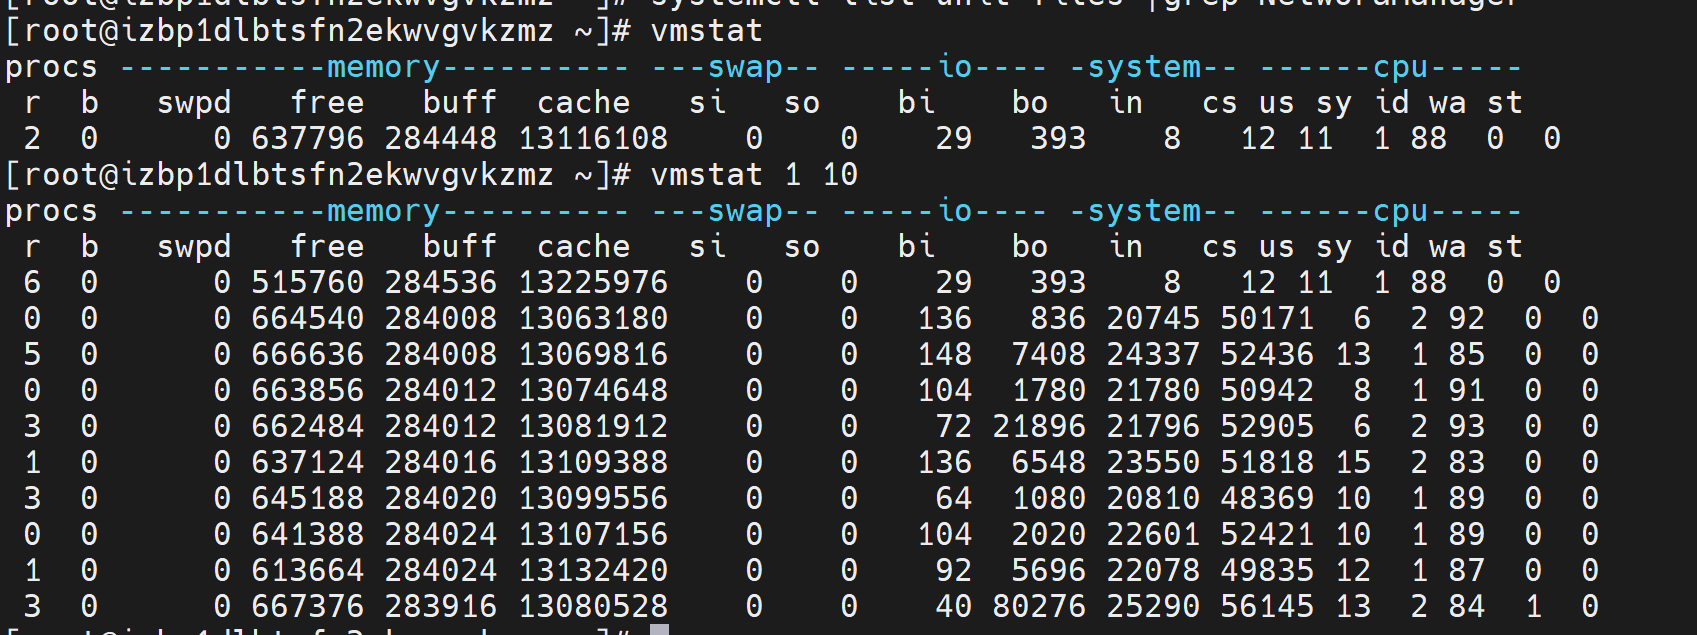 systemctl list-unit-files |grep NetworkManager
[root@izbp1dlbtsfn2ekwvgvkzmz ~]# vmstat
procs -----------memory---------- ---swap-- -----io---- -system-- ------cpu-----
 r  b   swpd   free   buff  cache   si   so    bi    bo   in   cs us sy id wa st
 2  0      0 637796 284448 13116108    0    0    29   393    8   12 11  1 88  0  0
[root@izbp1dlbtsfn2ekwvgvkzmz ~]# vmstat 1 10
procs -----------memory---------- ---swap-- -----io---- -system-- ------cpu-----
 r  b   swpd   free   buff  cache   si   so    bi    bo   in   cs us sy id wa st
 6  0      0 515760 284536 13225976    0    0    29   393    8   12 11  1 88  0  0
 0  0      0 664540 284008 13063180    0    0   136   836 20745 50171  6  2 92  0  0
 5  0      0 666636 284008 13069816    0    0   148  7408 24337 52436 13  1 85  0  0
 0  0      0 663856 284012 13074648    0    0   104  1780 21780 50942  8  1 91  0  0
 3  0      0 662484 284012 13081912    0    0    72 21896 21796 52905  6  2 93  0  0
 1  0      0 637124 284016 13109388    0    0   136  6548 23550 51818 15  2 83  0  0
 3  0      0 645188 284020 13099556    0    0    64  1080 20810 48369 10  1 89  0  0
 0  0      0 641388 284024 13107156    0    0   104  2020 22601 52421 10  1 89  0  0
 1  0      0 613664 284024 13132420    0    0    92  5696 22078 49835 12  1 87  0  0
 3  0      0 667376 283916 13080528    0    0    40 80276 25290 56145 13  2 84  1  0